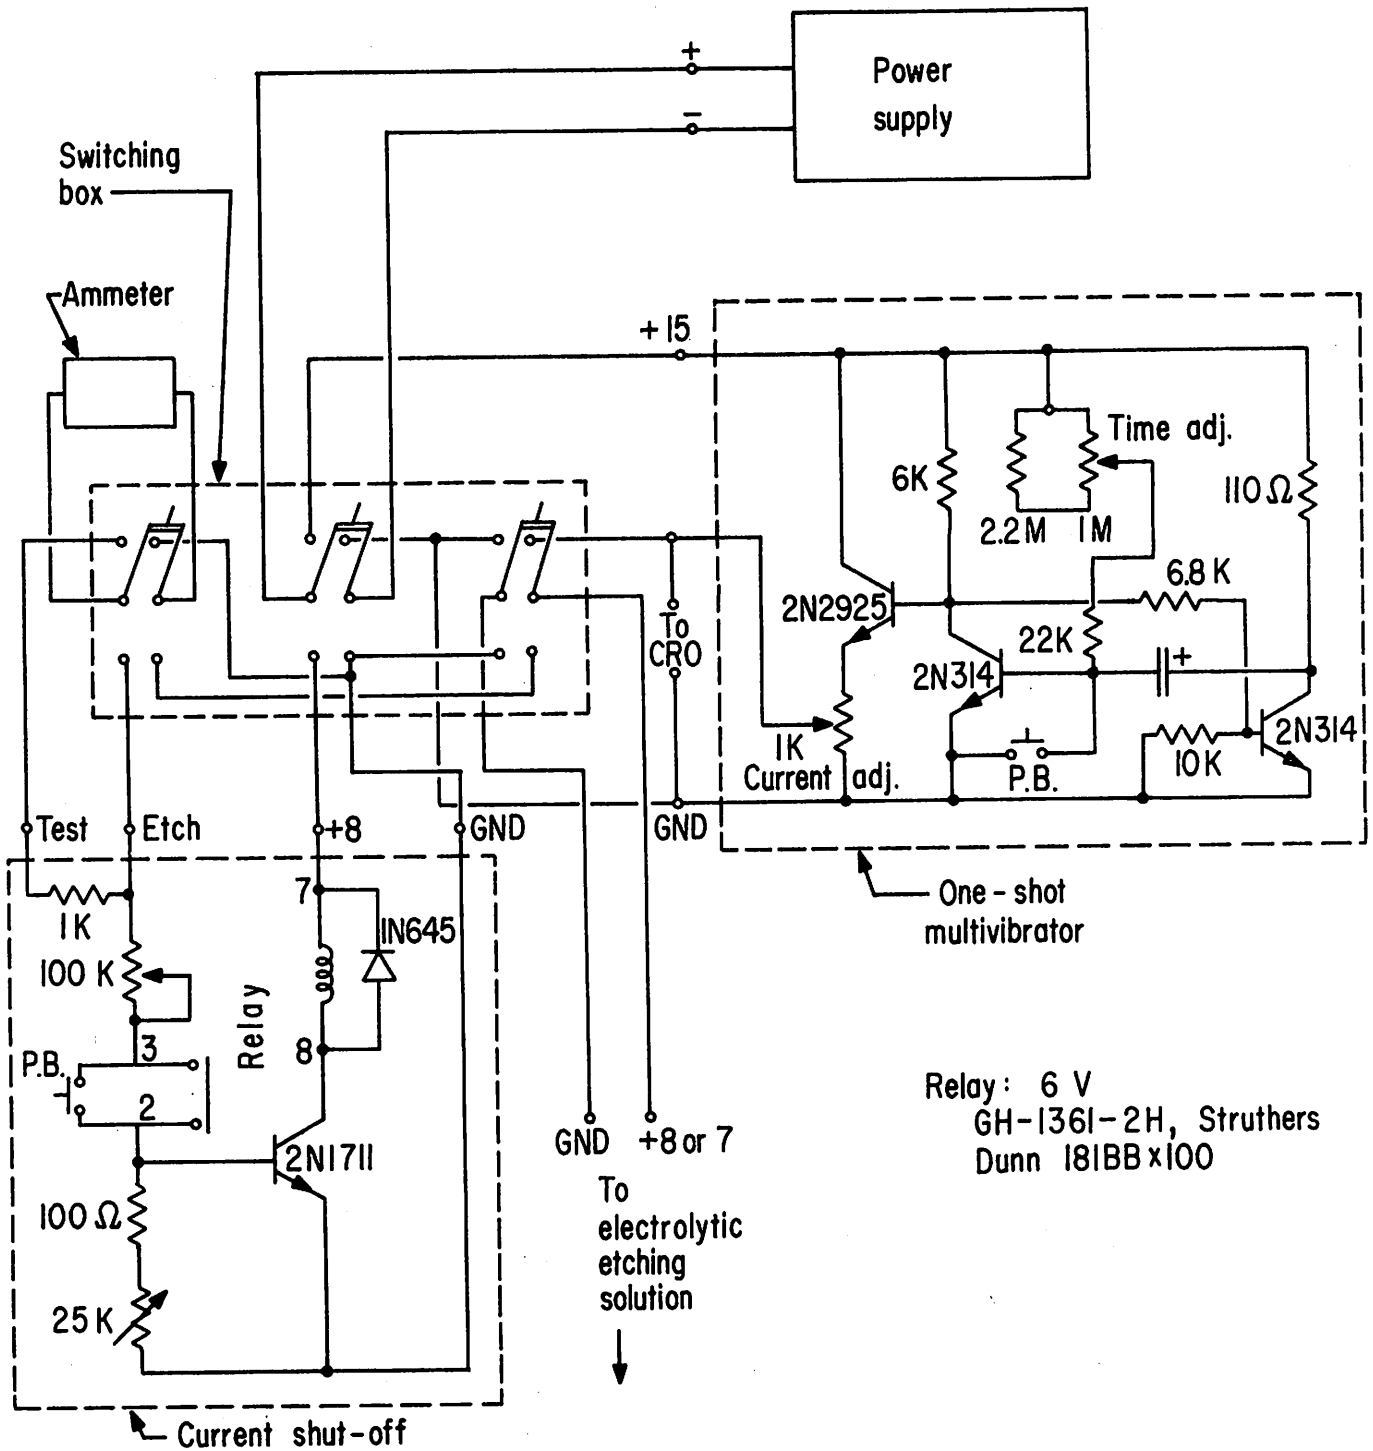 +
Power
supply
−
Switching
box
Ammeter
+15
Time adj.
6K
2.2M
1M
110Ω
6.8K
2N2925
To
CRO
22K
+
2N314
2N314
1K
Current adj.
P.B.
10K
Test
Etch
+8
GND
GND
One-shot
multivibrator
7
1N645
1K
100 K
Relay
8
3
P.B.
2
Relay: 6 V
GH-1361-2H, Struthers
Dunn 181BB×100
GND
+8 or 7
2N1711
To
electrolytic
etching
solution
100Ω
25K
Current shut-off